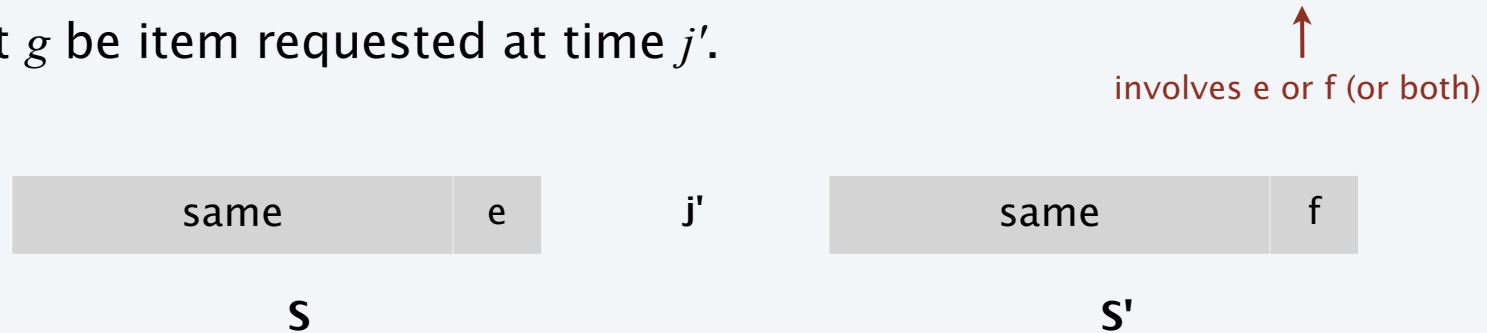 t g be item requested at time j′.
involves e or f (or both)
same e j' same f
S S'